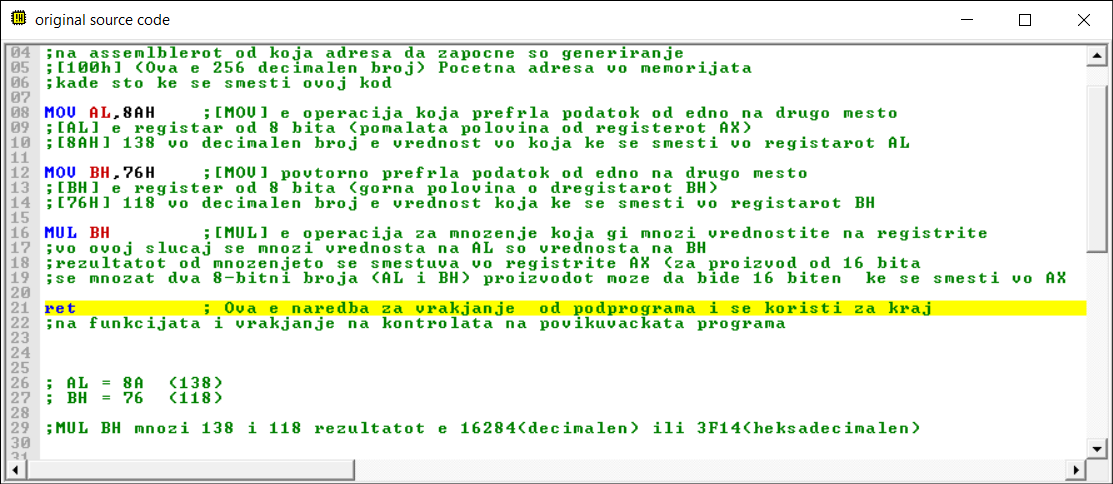 original source code
04 ;na assemlblerot od koja adresa da zapocne so generiranje
05 ;[100h] (Ova e 256 decimalen broj) Pocetna adresa vo memorijata
06 ;kade sto ke se smesti ovoj kod
07
08 MOV AL,8AH ;[MOV] e operacija koja prefrla podatok od edno na drugo mesto
09 ;[AL] e registar od 8 bita (pomalata polovina od registerot AX)
10 ;[8AH] 138 vo decimalen broj e vrednost vo koja ke se smesti vo registarot AL
11
12 MOV BH,76H ;[MOV] povtorno prefrla podatok od edno na drugo mesto
13 ;[BH] e register od 8 bita (gorna polovina o dregistarot BH)
14 ;[76H] 118 vo decimalen broj e vrednost koja ke se smesti vo registarot BH
15
16 MUL BH ;[MUL] e operacija za mnozenje koja gi mnozi vrednostite na registrite
17 ;vo ovoj slucaj se mnozi vrednosta na AL so vrednosta na BH
18 ;rezultatot od mnozenjeto se smestuva vo registrite AX (za proizvod od 16 bita
19 ;se mnozat dva 8-bitni broja (AL i BH) proizvodot moze da bide 16 biten  ke se smesti vo AX
20
21 ret ; Ova e naredba za vrakjanje  od podprograma i se koristi za kraj
22 ;na funkcijata i vrakjanje na kontrolata na povikuvackata programa
23
24
25
26 ; AL = 8A  (138)
27 ; BH = 76  (118)
28
29 ;MUL BH mnozi 138 i 118 rezultatot e 16284(decimalen) ili 3F14(heksadecimalen)
30
31